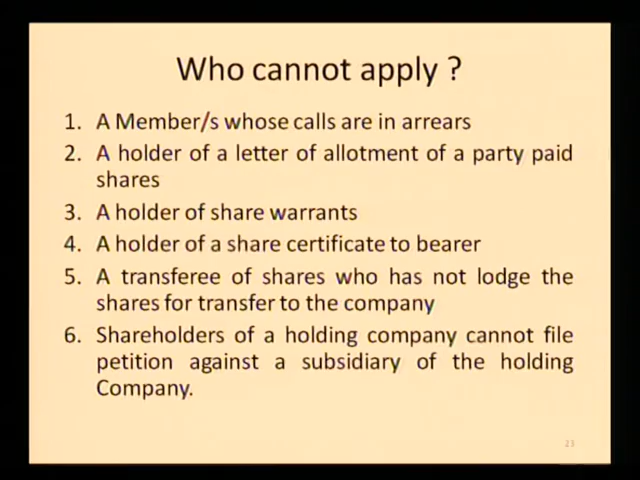 Who cannot apply ?
1. A Member/s whose calls are in arrears
2. A holder of a letter of allotment of a party paid
shares
3. A holder of share warrants
4. A holder of a share certificate to bearer
5. A transferee of shares who has not lodge the
shares for transfer to the company
6. Shareholders of a holding company cannot file
petition against a subsidiary of the holding
Company.
23